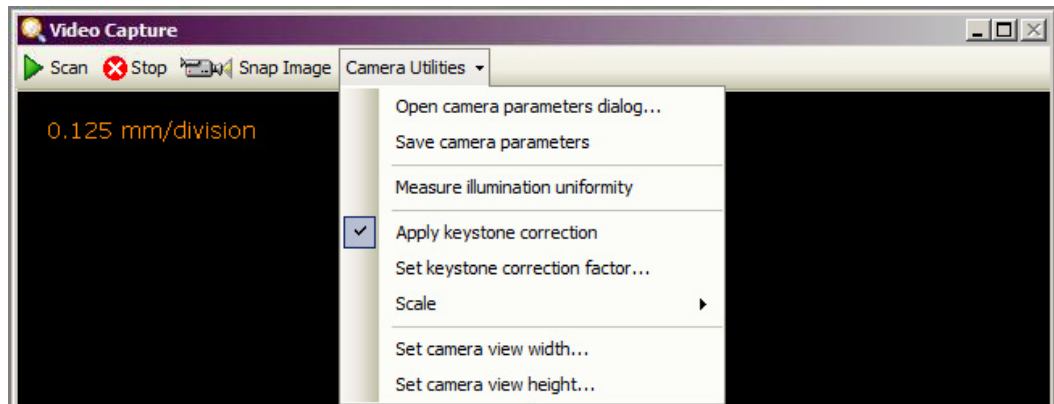 Video Capture
Scan Stop Snap Image Camera Utilities
0.125 mm/division
Open camera parameters dialog...
Save camera parameters
Measure illumination uniformity
Apply keystone correction
Set keystone correction factor...
Scale
Set camera view width...
Set camera view height...